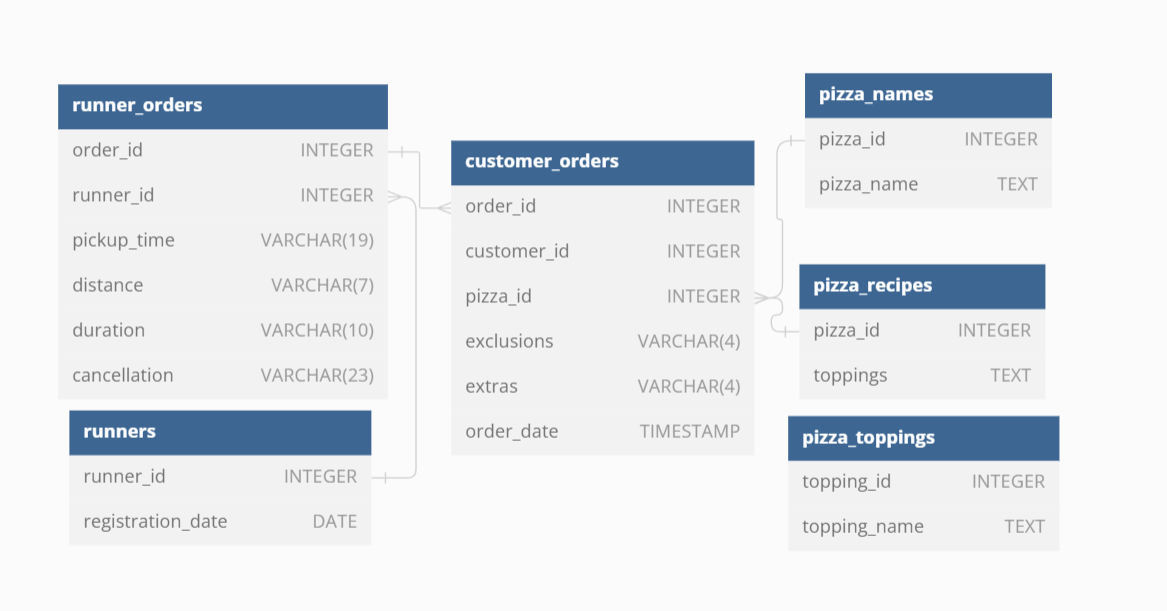 runner_orders
order_id INTEGER
runner_id INTEGER
pickup_time VARCHAR(19)
distance VARCHAR(7)
duration VARCHAR(10)
cancellation VARCHAR(23)
runners
runner_id INTEGER
registration_date DATE
customer_orders
order_id INTEGER
customer_id INTEGER
pizza_id INTEGER
exclusions VARCHAR(4)
extras VARCHAR(4)
order_date TIMESTAMP
pizza_names
pizza_id INTEGER
pizza_name TEXT
pizza_recipes
pizza_id INTEGER
toppings TEXT
pizza_toppings
topping_id INTEGER
topping_name TEXT